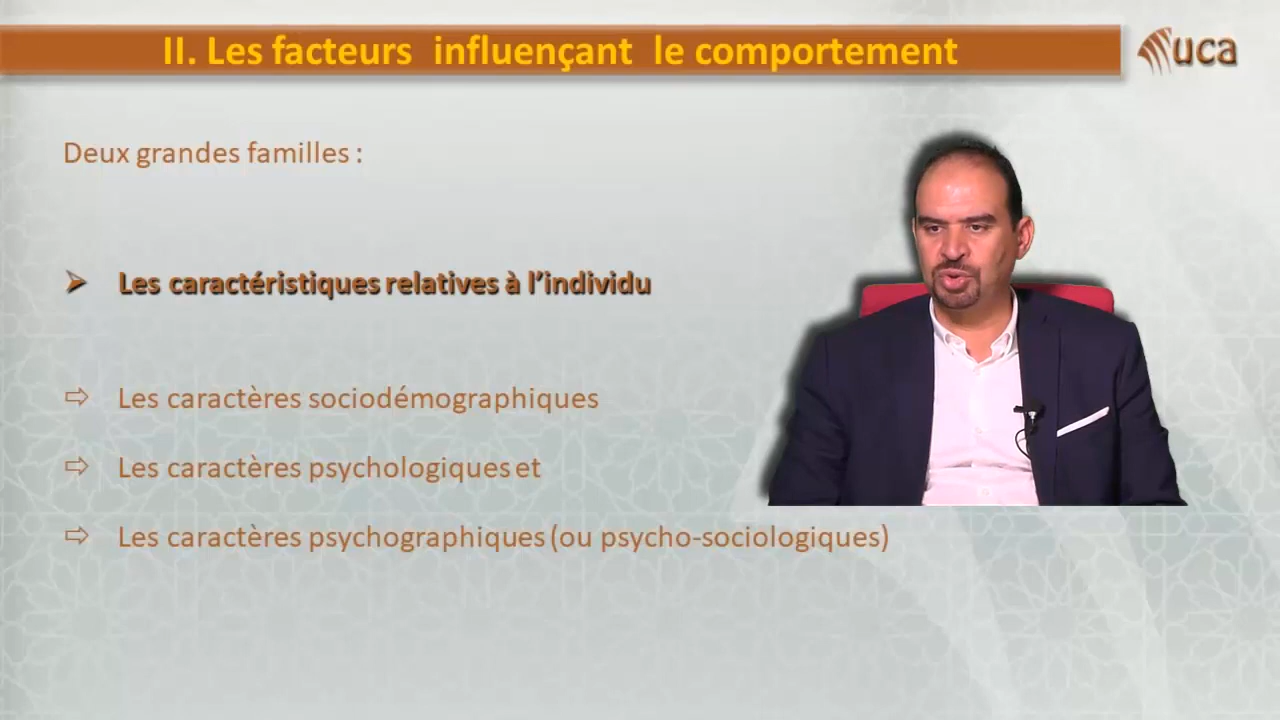 II. Les facteurs influençant le comportement
uca
Deux grandes familles :
➢ Les caractéristiques relatives à l’individu
⇨ Les caractères sociodémographiques
⇨ Les caractères psychologiques et
⇨ Les caractères psychographiques (ou psycho-sociologiques)